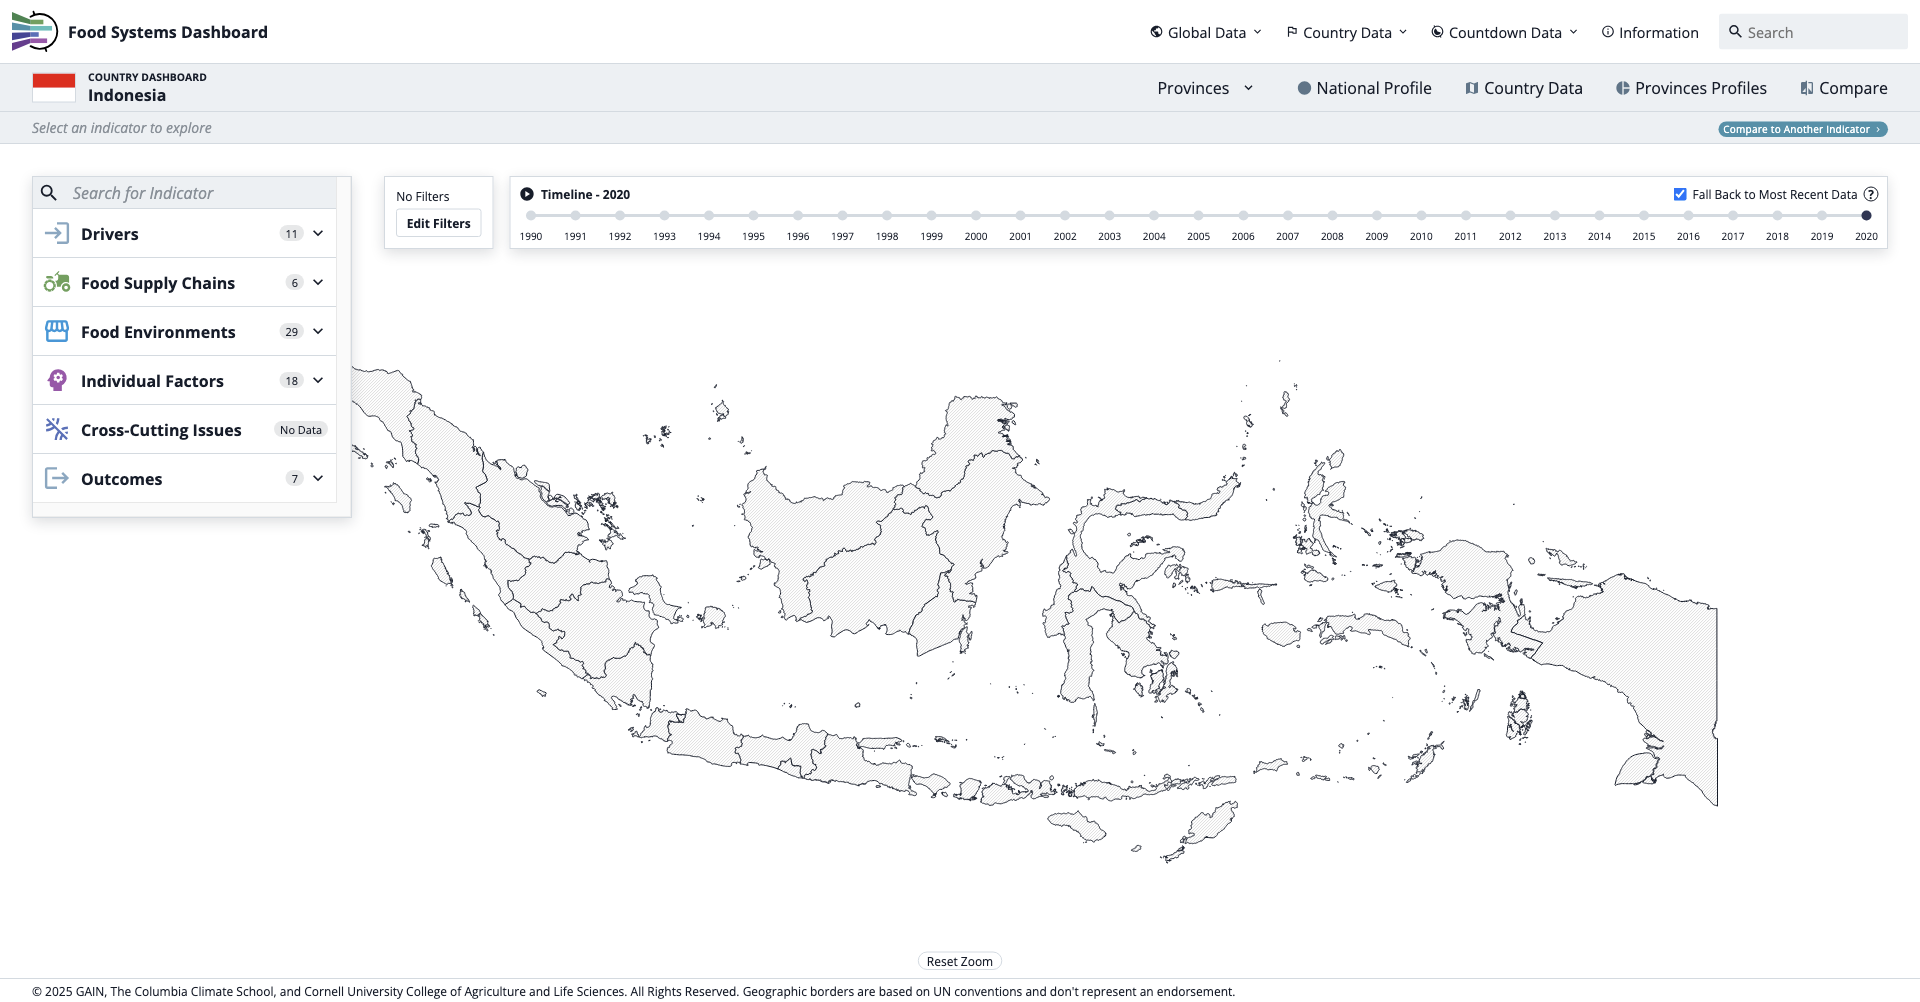 Food Systems Dashboard
Global Data
Country Data
Countdown Data
Information
Search
COUNTRY DASHBOARD
Indonesia
Provinces
National Profile
Country Data
Provinces Profiles
Compare
Select an indicator to explore
Compare to Another Indicator ›
Search for Indicator
Drivers 11
Food Supply Chains 6
Food Environments 29
Individual Factors 18
Cross-Cutting Issues No Data
Outcomes 7
No Filters
Edit Filters
Timeline - 2020
Fall Back to Most Recent Data ?
1990 1991 1992 1993 1994 1995 1996 1997 1998 1999 2000 2001 2002 2003 2004 2005 2006 2007 2008 2009 2010 2011 2012 2013 2014 2015 2016 2017 2018 2019 2020
Reset Zoom
© 2025 GAIN, The Columbia Climate School, and Cornell University College of Agriculture and Life Sciences. All Rights Reserved. Geographic borders are based on UN conventions and don't represent an endorsement.